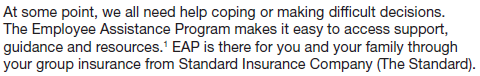 At some point, we all need help coping or making difficult decisions.
The Employee Assistance Program makes it easy to access support,
guidance and resources.¹ EAP is there for you and your family through
your group insurance from Standard Insurance Company (The Standard).